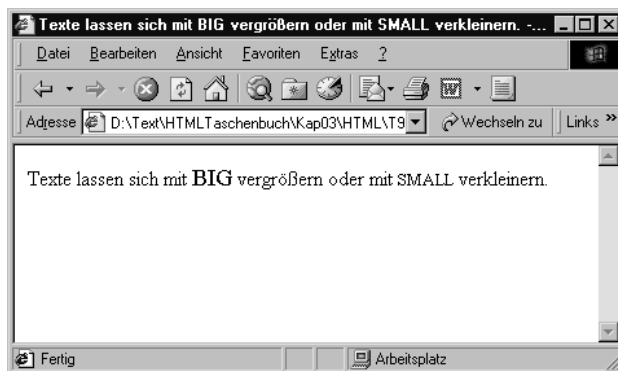 Texte lassen sich mit BIG vergrößern oder mit SMALL verkleinern. -...
Datei Bearbeiten Ansicht Favoriten Extras ?
Adresse D:\Text\HTMLTaschenbuch\Kap03\HTML\T9 Wechseln zu Links »
Texte lassen sich mit BIG vergrößern oder mit SMALL verkleinern.
Fertig Arbeitsplatz